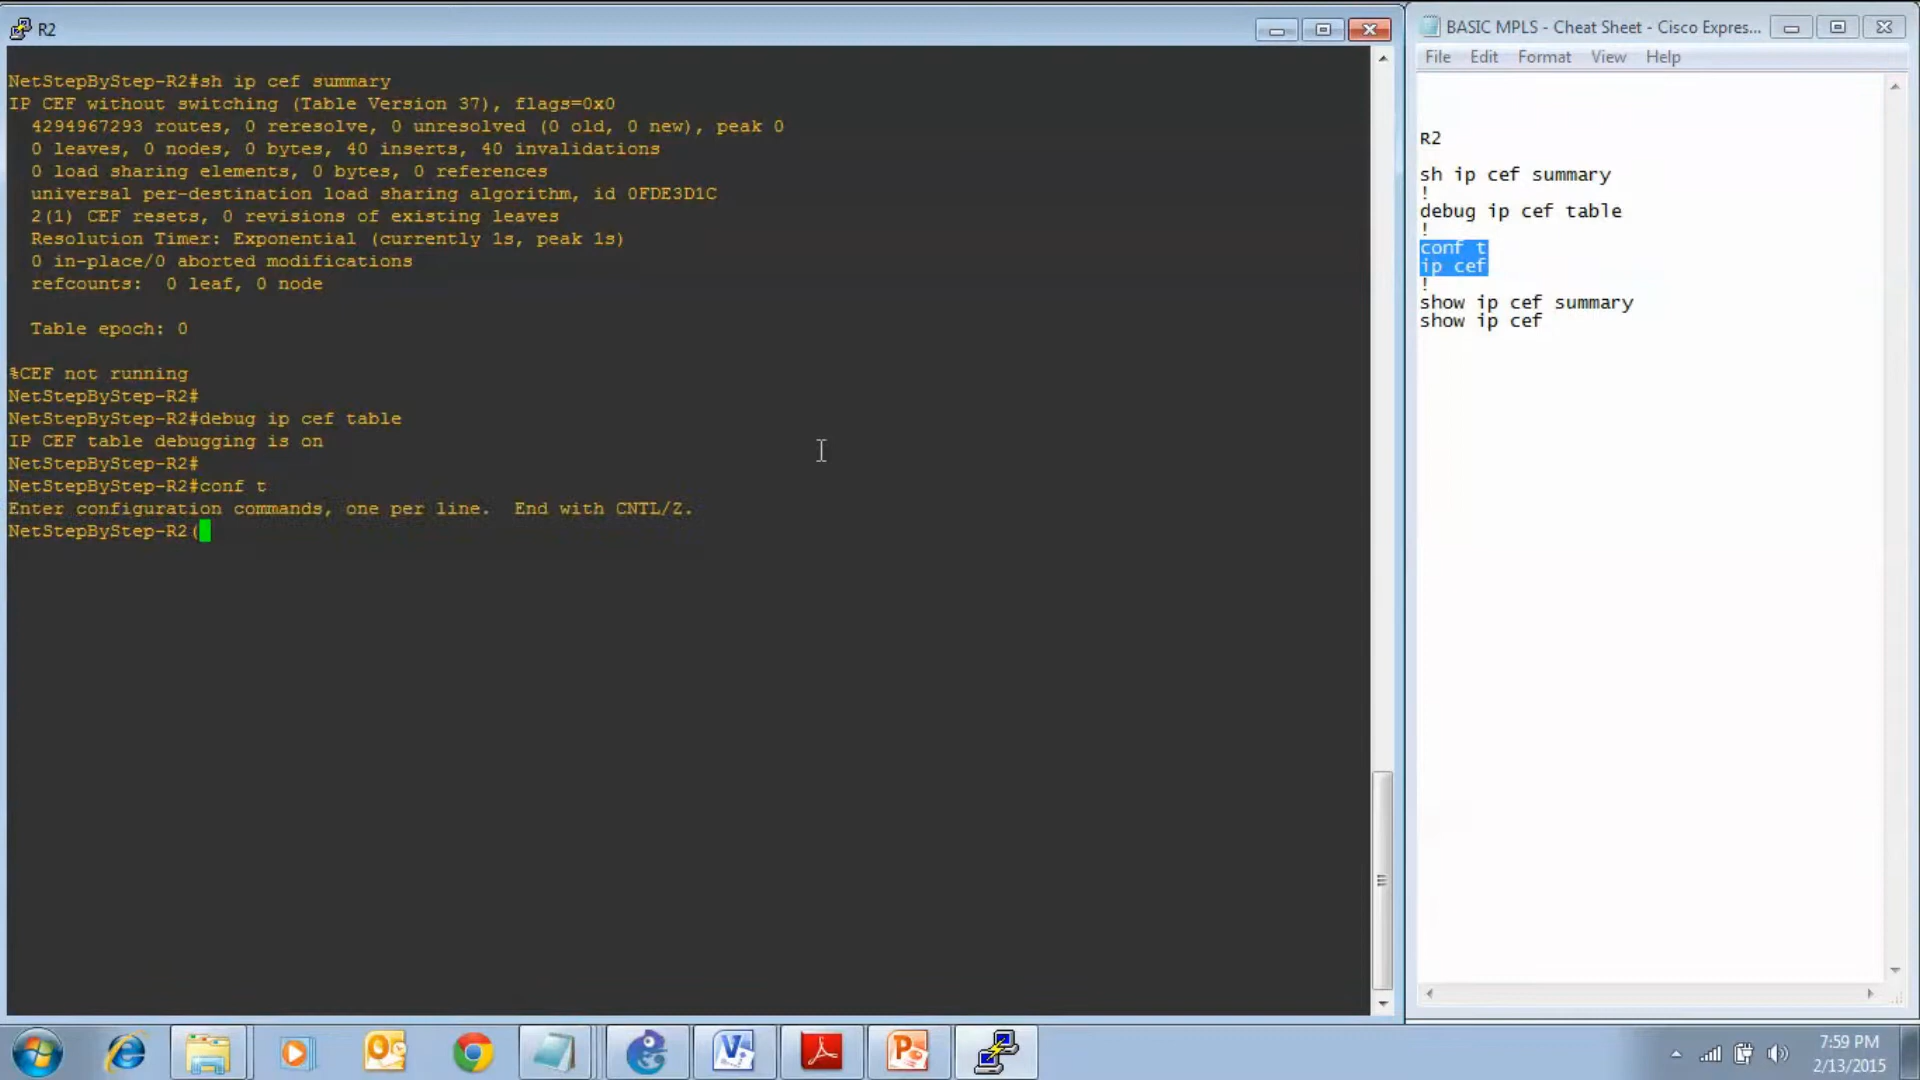 R2
NetStepByStep-R2#sh ip cef summary
IP CEF without switching (Table Version 37), flags=0x0
4294967293 routes, 0 reresolve, 0 unresolved (0 old, 0 new), peak 0
0 leaves, 0 nodes, 0 bytes, 40 inserts, 40 invalidations
0 load sharing elements, 0 bytes, 0 references
universal per-destination load sharing algorithm, id 0FDE3D1C
2(1) CEF resets, 0 revisions of existing leaves
Resolution Timer: Exponential (currently 1s, peak 1s)
0 in-place/0 aborted modifications
refcounts:  0 leaf, 0 node
Table epoch: 0
%CEF not running
NetStepByStep-R2#
NetStepByStep-R2#debug ip cef table
IP CEF table debugging is on
NetStepByStep-R2#
NetStepByStep-R2#conf t
Enter configuration commands, one per line.  End with CNTL/Z.
NetStepByStep-R2(
BASIC MPLS - Cheat Sheet - Cisco Expres...
File Edit Format View Help
R2
sh ip cef summary
!
debug ip cef table
!
conf t
ip cef
!
show ip cef summary
show ip cef
7:59 PM
2/13/2015